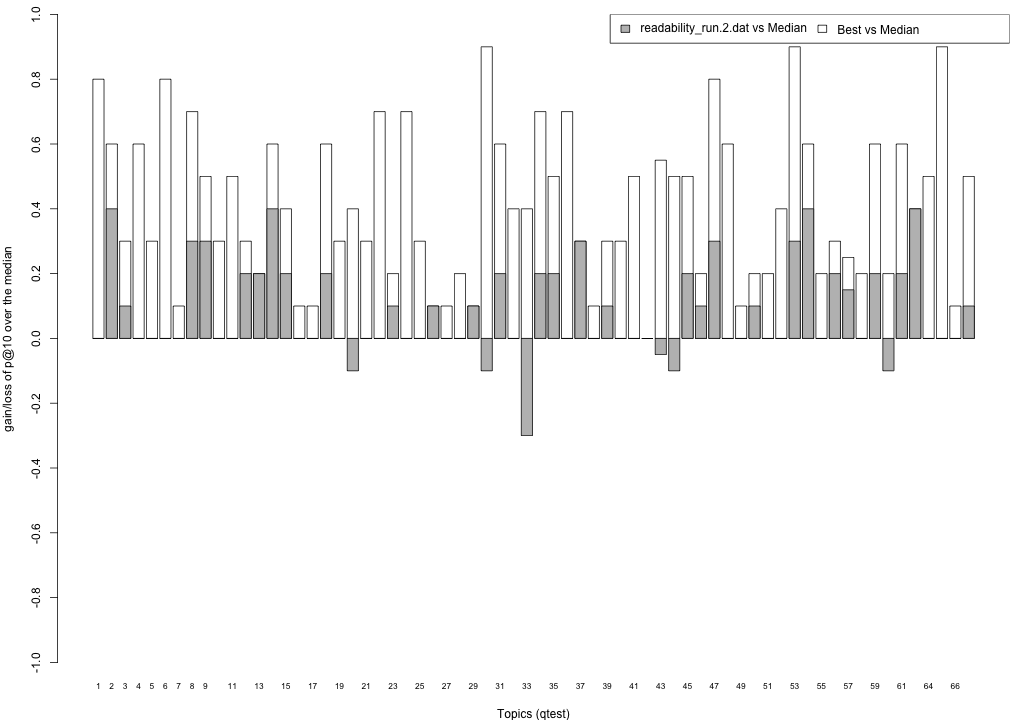 readability_run.2.dat vs Median Best vs Median
gain/loss of p@10 over the median
1.0
0.8
0.6
0.4
0.2
0.0
-0.2
-0.4
-0.6
-0.8
-1.0
1 2 3 4 5 6 7 8 9 11 13 15 17 19 21 23 25 27 29 31 33 35 37 39 41 43 45 47 49 51 53 55 57 59 61 64 66
Topics (qtest)